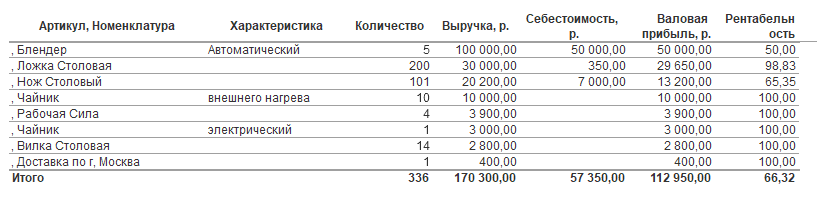 Артикул, Номенклатура Характеристика Количество Выручка, р. Себестоимость, р. Валовая прибыль, р. Рентабельн ость
, Блендер Автоматический 5 100 000,00 50 000,00 50 000,00 50,00
, Ложка Столовая 200 30 000,00 350,00 29 650,00 98,83
, Нож Столовый 101 20 200,00 7 000,00 13 200,00 65,35
, Чайник внешнего нагрева 10 10 000,00 10 000,00 100,00
, Рабочая Сила 4 3 900,00 3 900,00 100,00
, Чайник электрический 1 3 000,00 3 000,00 100,00
, Вилка Столовая 14 2 800,00 2 800,00 100,00
, Доставка по г, Москва 1 400,00 400,00 100,00
Итого 336 170 300,00 57 350,00 112 950,00 66,32